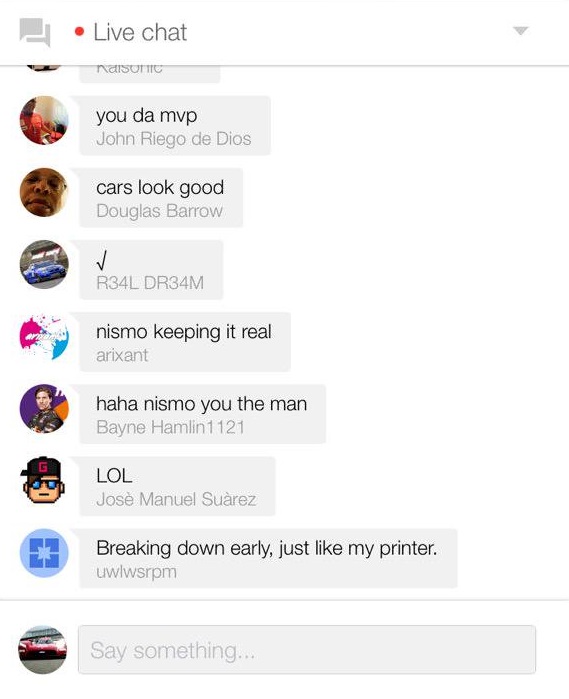 Live chat
Kaisonic
you da mvp
John Riego de Dios
cars look good
Douglas Barrow
√
R34L DR34M
nismo keeping it real
arixant
haha nismo you the man
Bayne Hamlin1121
LOL
Josè Manuel Suàrez
Breaking down early, just like my printer.
uwlwsrpm
Say something...